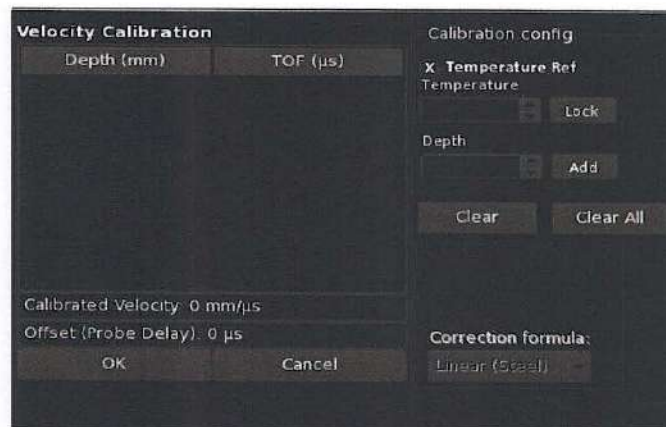 Velocity Calibration
Depth (mm) TOF (µs)
Calibrated Velocity: 0 mm/µs
Offset (Probe Delay): 0 µs
OK Cancel
Calibration config
X Temperature Ref
Temperature
Lock
Depth
Add
Clear Clear All
Correction formula:
Linear (Steel)